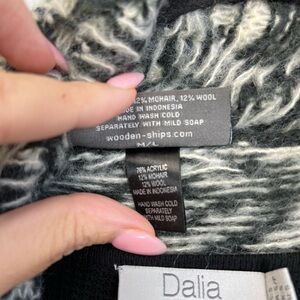 12% MOHAIR, 12% WOOL
MADE IN INDONESIA
HAND WASH COLD
SEPARATELY WITH MILD SOAP
wooden-ships.com
M/L
76% ACRYLIC
12% MOHAIR
12% WOOL
MADE IN INDONESIA
HAND WASH COLD
SEPARATELY
WITH MILD SOAP
Dalia